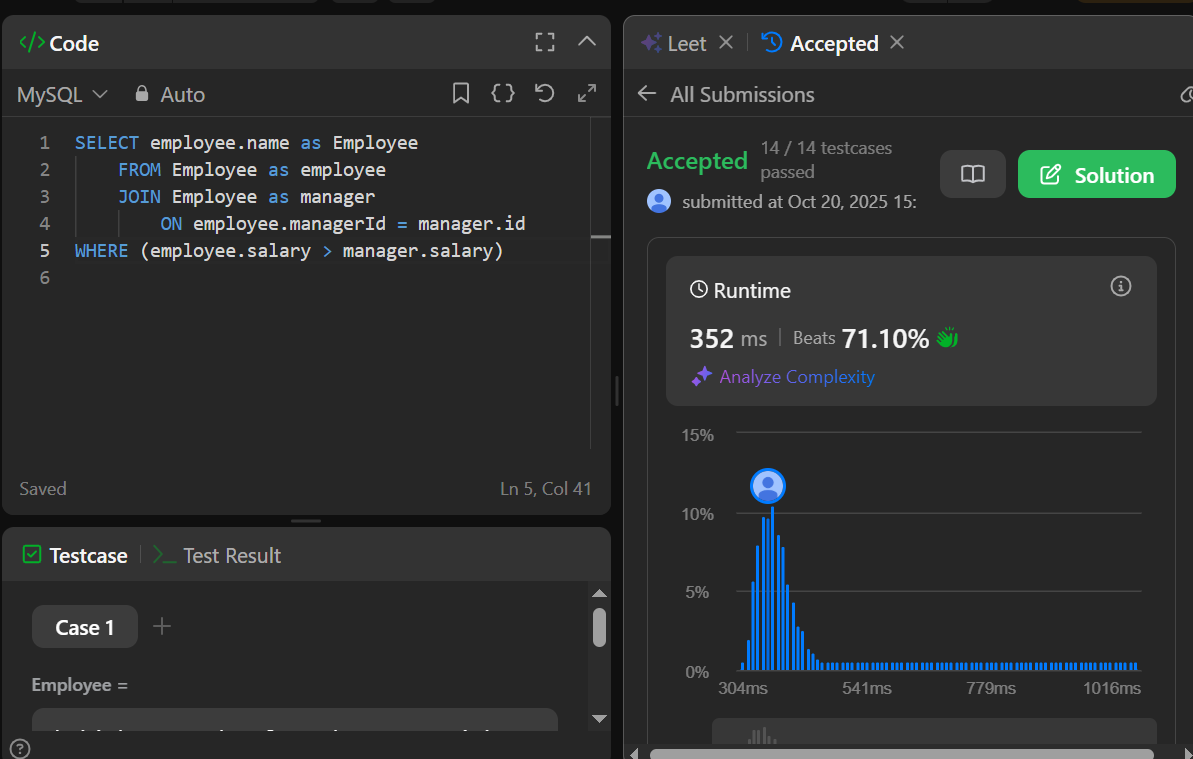 </> Code
MySQL
Auto
1 SELECT employee.name as Employee
2 FROM Employee as employee
3 JOIN Employee as manager
4 ON employee.managerId = manager.id
5 WHERE (employee.salary > manager.salary)
6
Saved
Ln 5, Col 41
Testcase
Test Result
Case 1
Employee =
Leet
Accepted
All Submissions
Accepted
14 / 14 testcases
passed
submitted at Oct 20, 2025 15:
Solution
Runtime
352 ms | Beats 71.10%
Analyze Complexity
15%
10%
5%
0%
304ms 541ms 779ms 1016ms